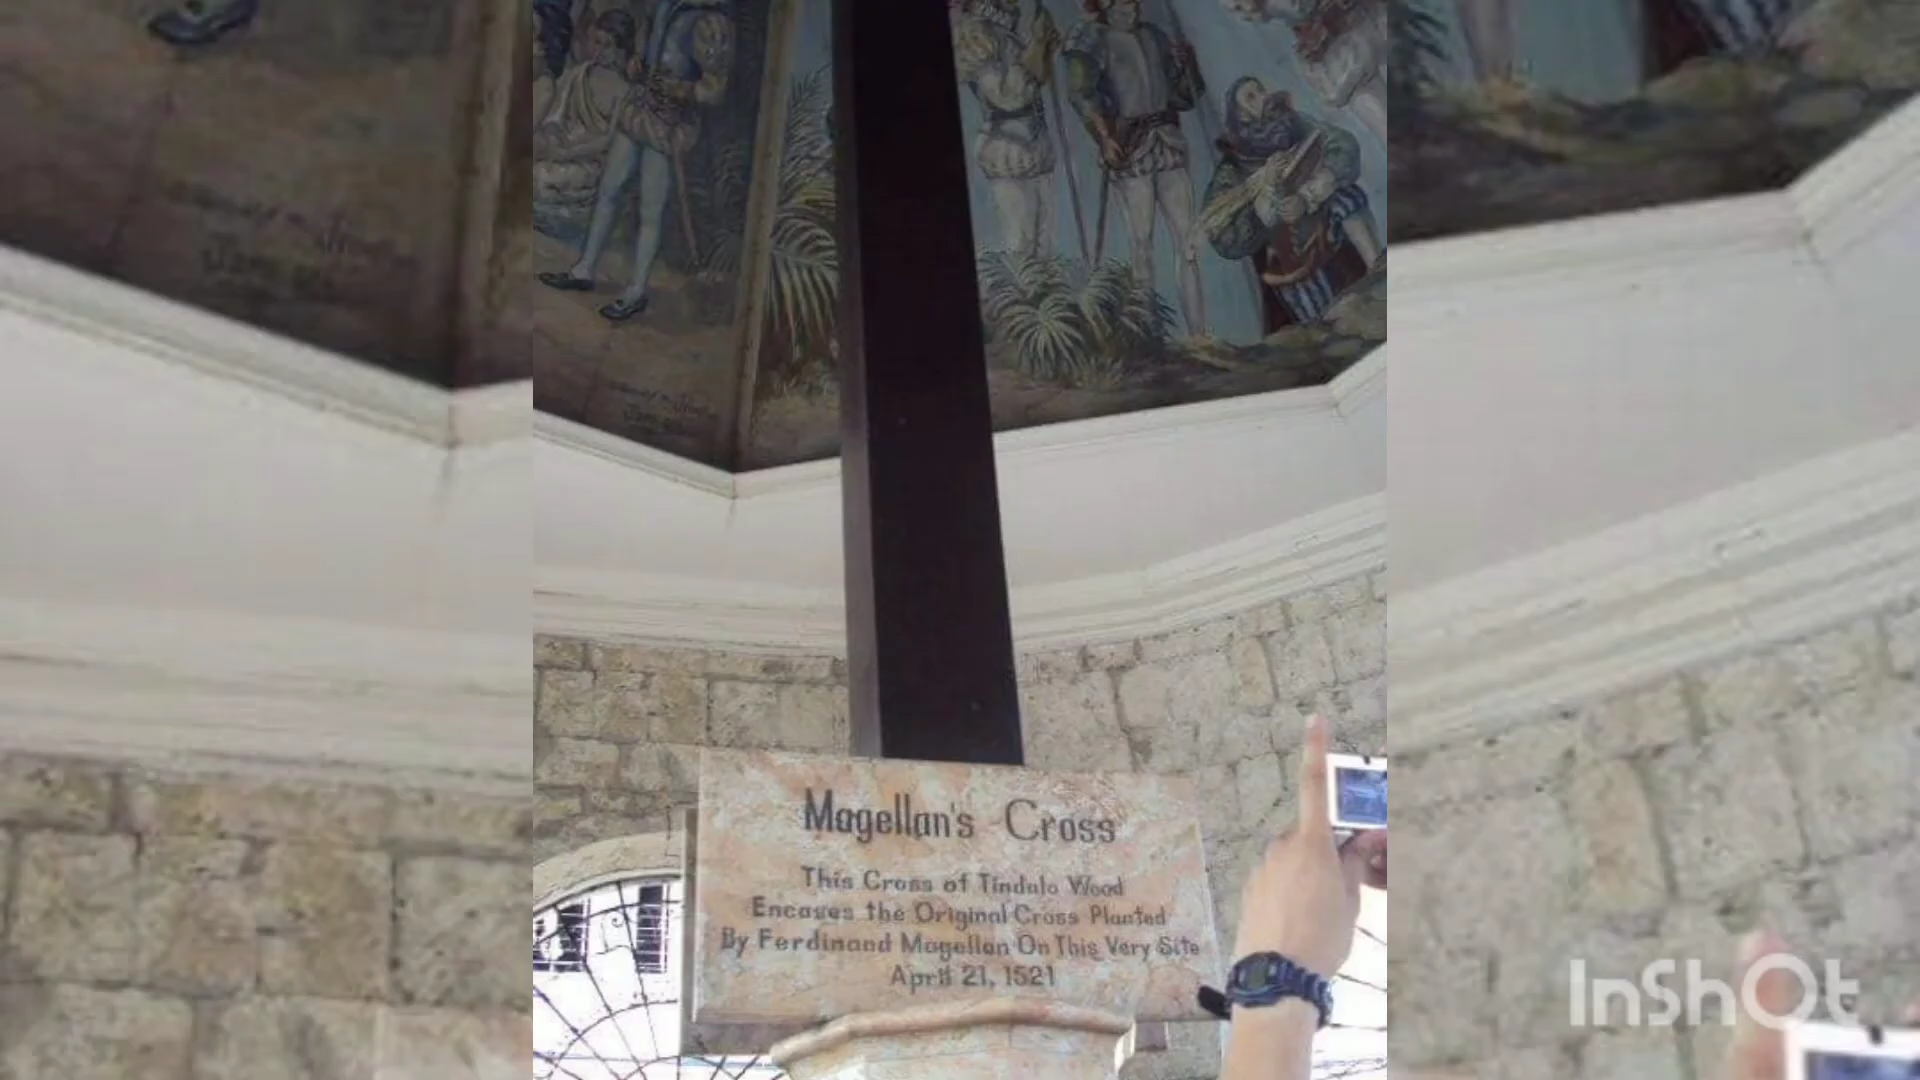 Magellan's Cross
This Cross of Tindalo Wood
Encases the Original Cross Planted
By Ferdinand Magellan On This Very Site
April 21, 1521
InShOt